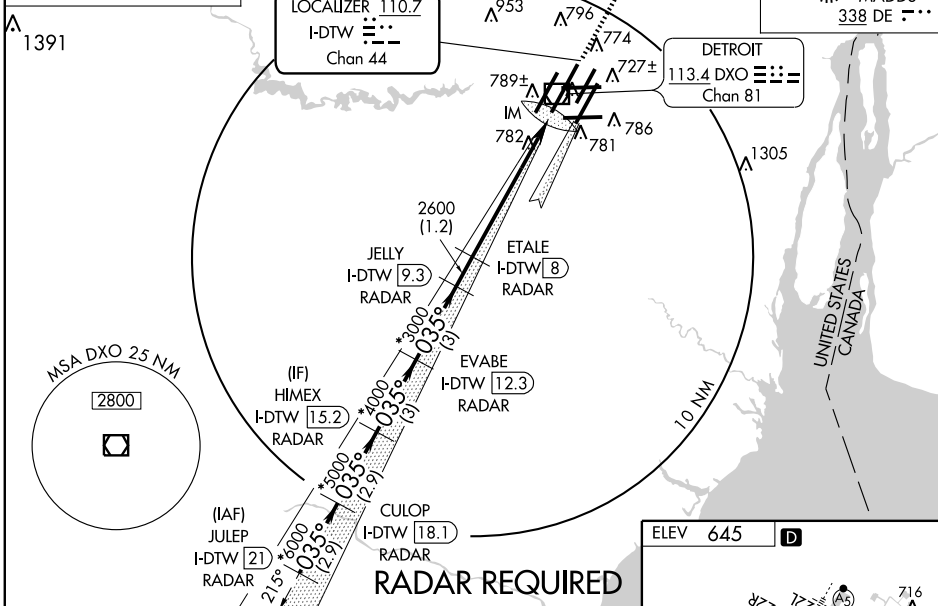 1391
LOCALIZER 110.7
I-DTW
Chan 44
953
796
774
727±
789±
IM
782
781
786
DETROIT
113.4 DXO
Chan 81
338 DE
1305
2600
(1.2)
JELLY
I-DTW 9.3
RADAR
ETALE
I-DTW 8
RADAR
*3000
035°
(3)
EVABE
I-DTW 12.3
RADAR
(IF)
HIMEX
I-DTW 15.2
RADAR
*4000
035°
(3)
*5000
035°
(2.9)
CULOP
I-DTW 18.1
RADAR
(IAF)
JULEP
I-DTW 21
RADAR
*6000
035°
(2.9)
215°
10 NM
MSA DXO 25 NM
2800
UNITED STATES
CANADA
RADAR REQUIRED
ELEV 645
D
A5
716
22L